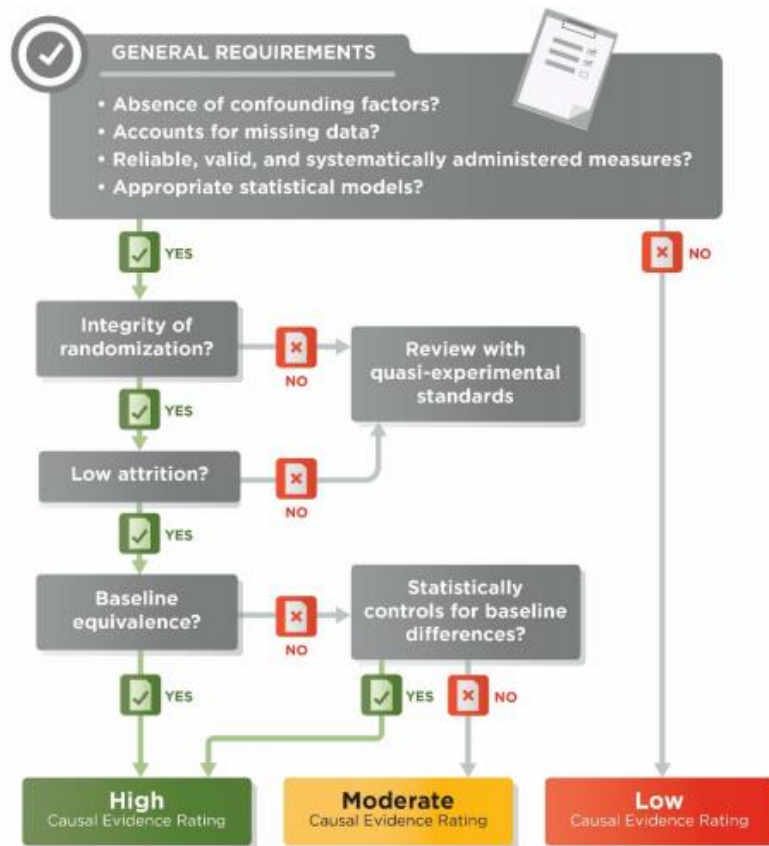 GENERAL REQUIREMENTS
• Absence of confounding factors?
• Accounts for missing data?
• Reliable, valid, and systematically administered measures?
• Appropriate statistical models?
YES
NO
Integrity of
randomization?
NO
Review with
quasi-experimental
standards
YES
Low attrition?
NO
YES
Baseline
equivalence?
NO
Statistically
controls for baseline
differences?
YES
YES
NO
High
Causal Evidence Rating
Moderate
Causal Evidence Rating
Low
Causal Evidence Rating